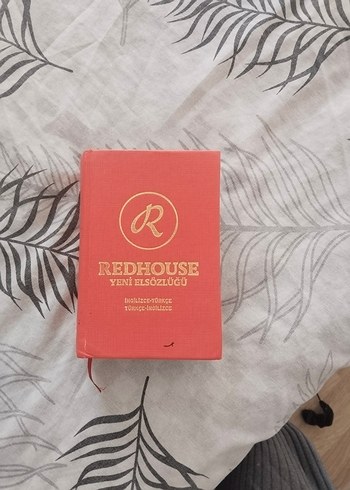 R
REDHOUSE
YENİ ELSÖZLÜĞÜ
İNGİLİZCE-TÜRKÇE
TÜRKÇE-İNGİLİZCE